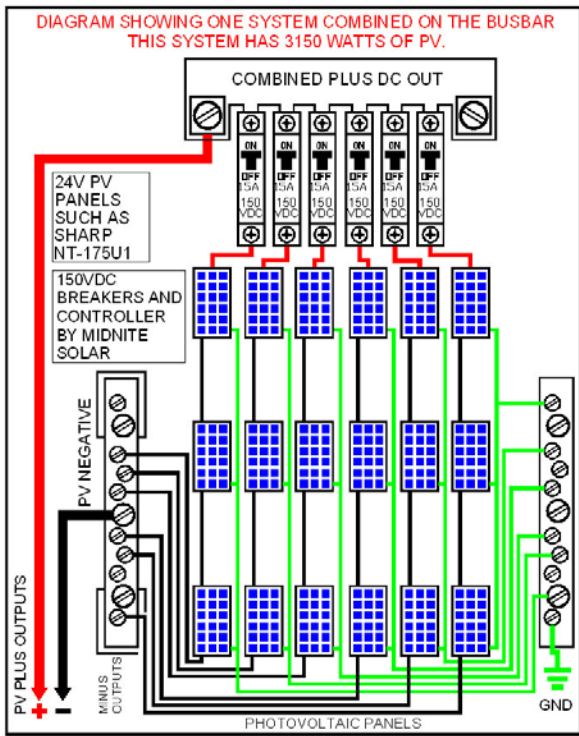 DIAGRAM SHOWING ONE SYSTEM COMBINED ON THE BUSBAR
THIS SYSTEM HAS 3150 WATTS OF PV.
COMBINED PLUS DC OUT
ON
ON
ON
ON
ON
ON
OFF
OFF
OFF
OFF
OFF
OFF
15A
15A
15A
15A
15A
15A
150
150
150
150
150
150
VDC
VDC
VDC
VDC
VDC
VDC
24V PV
PANELS
SUCH AS
SHARP
NT-175U1
150VDC
BREAKERS AND
CONTROLLER
BY MIDNITE
SOLAR
PV NEGATIVE
PV PLUS OUTPUTS
+
–
MINUS
OUTPUTS
PHOTOVOLTAIC PANELS
GND